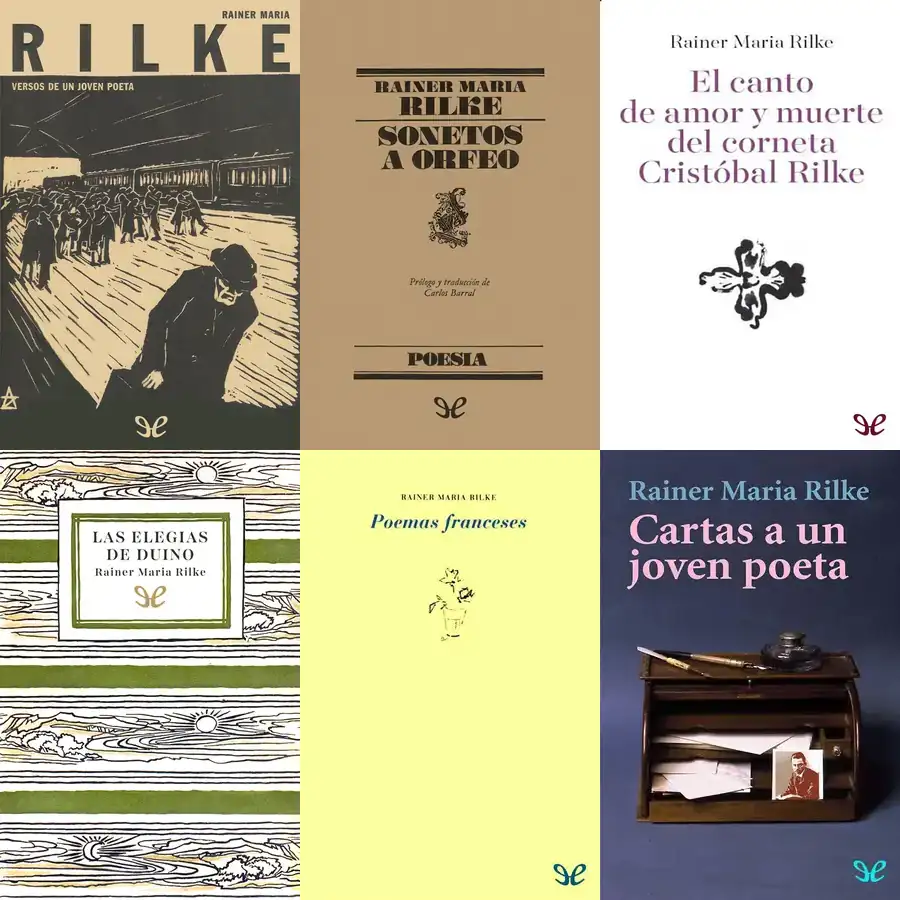 RAINER MARIA
RILKE
VERSOS DE UN JOVEN POETA
RAINER MARIA
RILKE
SONETOS
A ORFEO
Prólogo y traducción de
Carlos Barral
POESIA
Rainer Maria Rilke
El canto
de amor y muerte
del corneta
Cristóbal Rilke
LAS ELEGIAS
DE DUINO
Rainer Maria Rilke
RAINER MARIA RILKE
Poemas franceses
Rainer Maria Rilke
Cartas a un
joven poeta